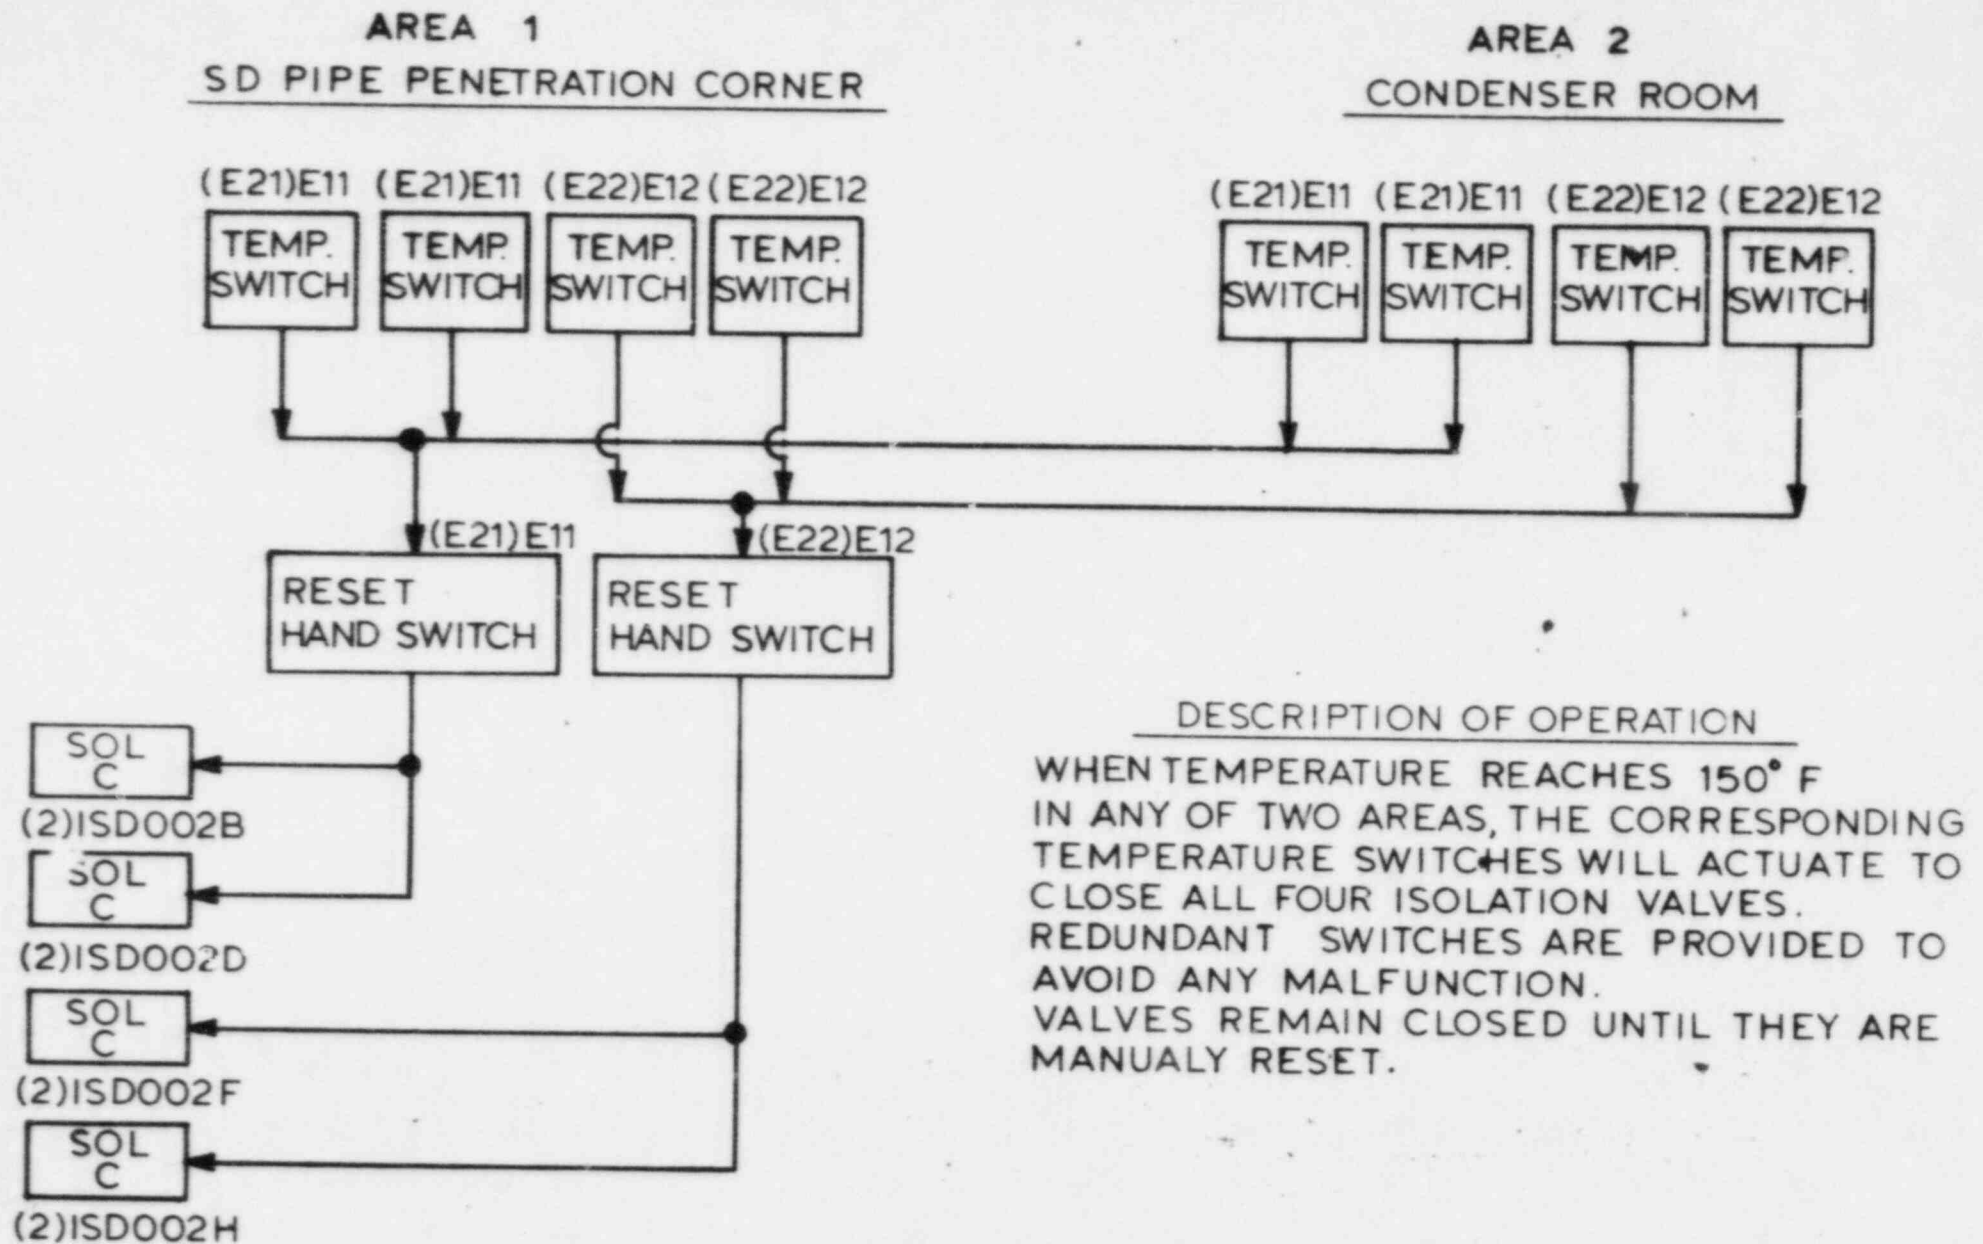 AREA 1
SD PIPE PENETRATION CORNER
AREA 2
CONDENSER ROOM
(E21)E11 (E21)E11 (E22)E12 (E22)E12
TEMP. SWITCH
TEMP. SWITCH
TEMP. SWITCH
TEMP. SWITCH
(E21)E11 (E21)E11 (E22)E12 (E22)E12
TEMP. SWITCH
TEMP. SWITCH
TEMP. SWITCH
TEMP. SWITCH
(E21)E11
RESET
HAND SWITCH
(E22)E12
RESET
HAND SWITCH
SOL
C
(2)1SD002B
SOL
C
(2)1SD002D
SOL
C
(2)1SD002F
SOL
C
(2)1SD002H
DESCRIPTION OF OPERATION
WHEN TEMPERATURE REACHES 150° F
IN ANY OF TWO AREAS, THE CORRESPONDING
TEMPERATURE SWITCHES WILL ACTUATE TO
CLOSE ALL FOUR ISOLATION VALVES.
REDUNDANT SWITCHES ARE PROVIDED TO
AVOID ANY MALFUNCTION.
VALVES REMAIN CLOSED UNTIL THEY ARE
MANUALY RESET.